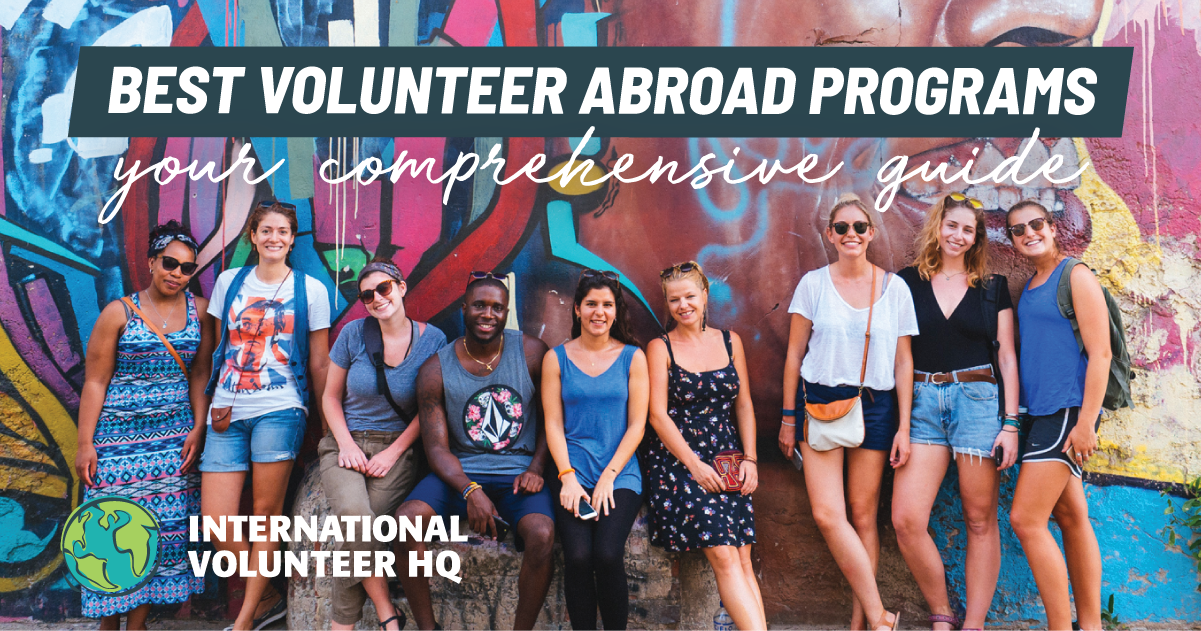 BEST VOLUNTEER ABROAD PROGRAMS
your comprehensive guide
INTERNATIONAL
VOLUNTEER HQ